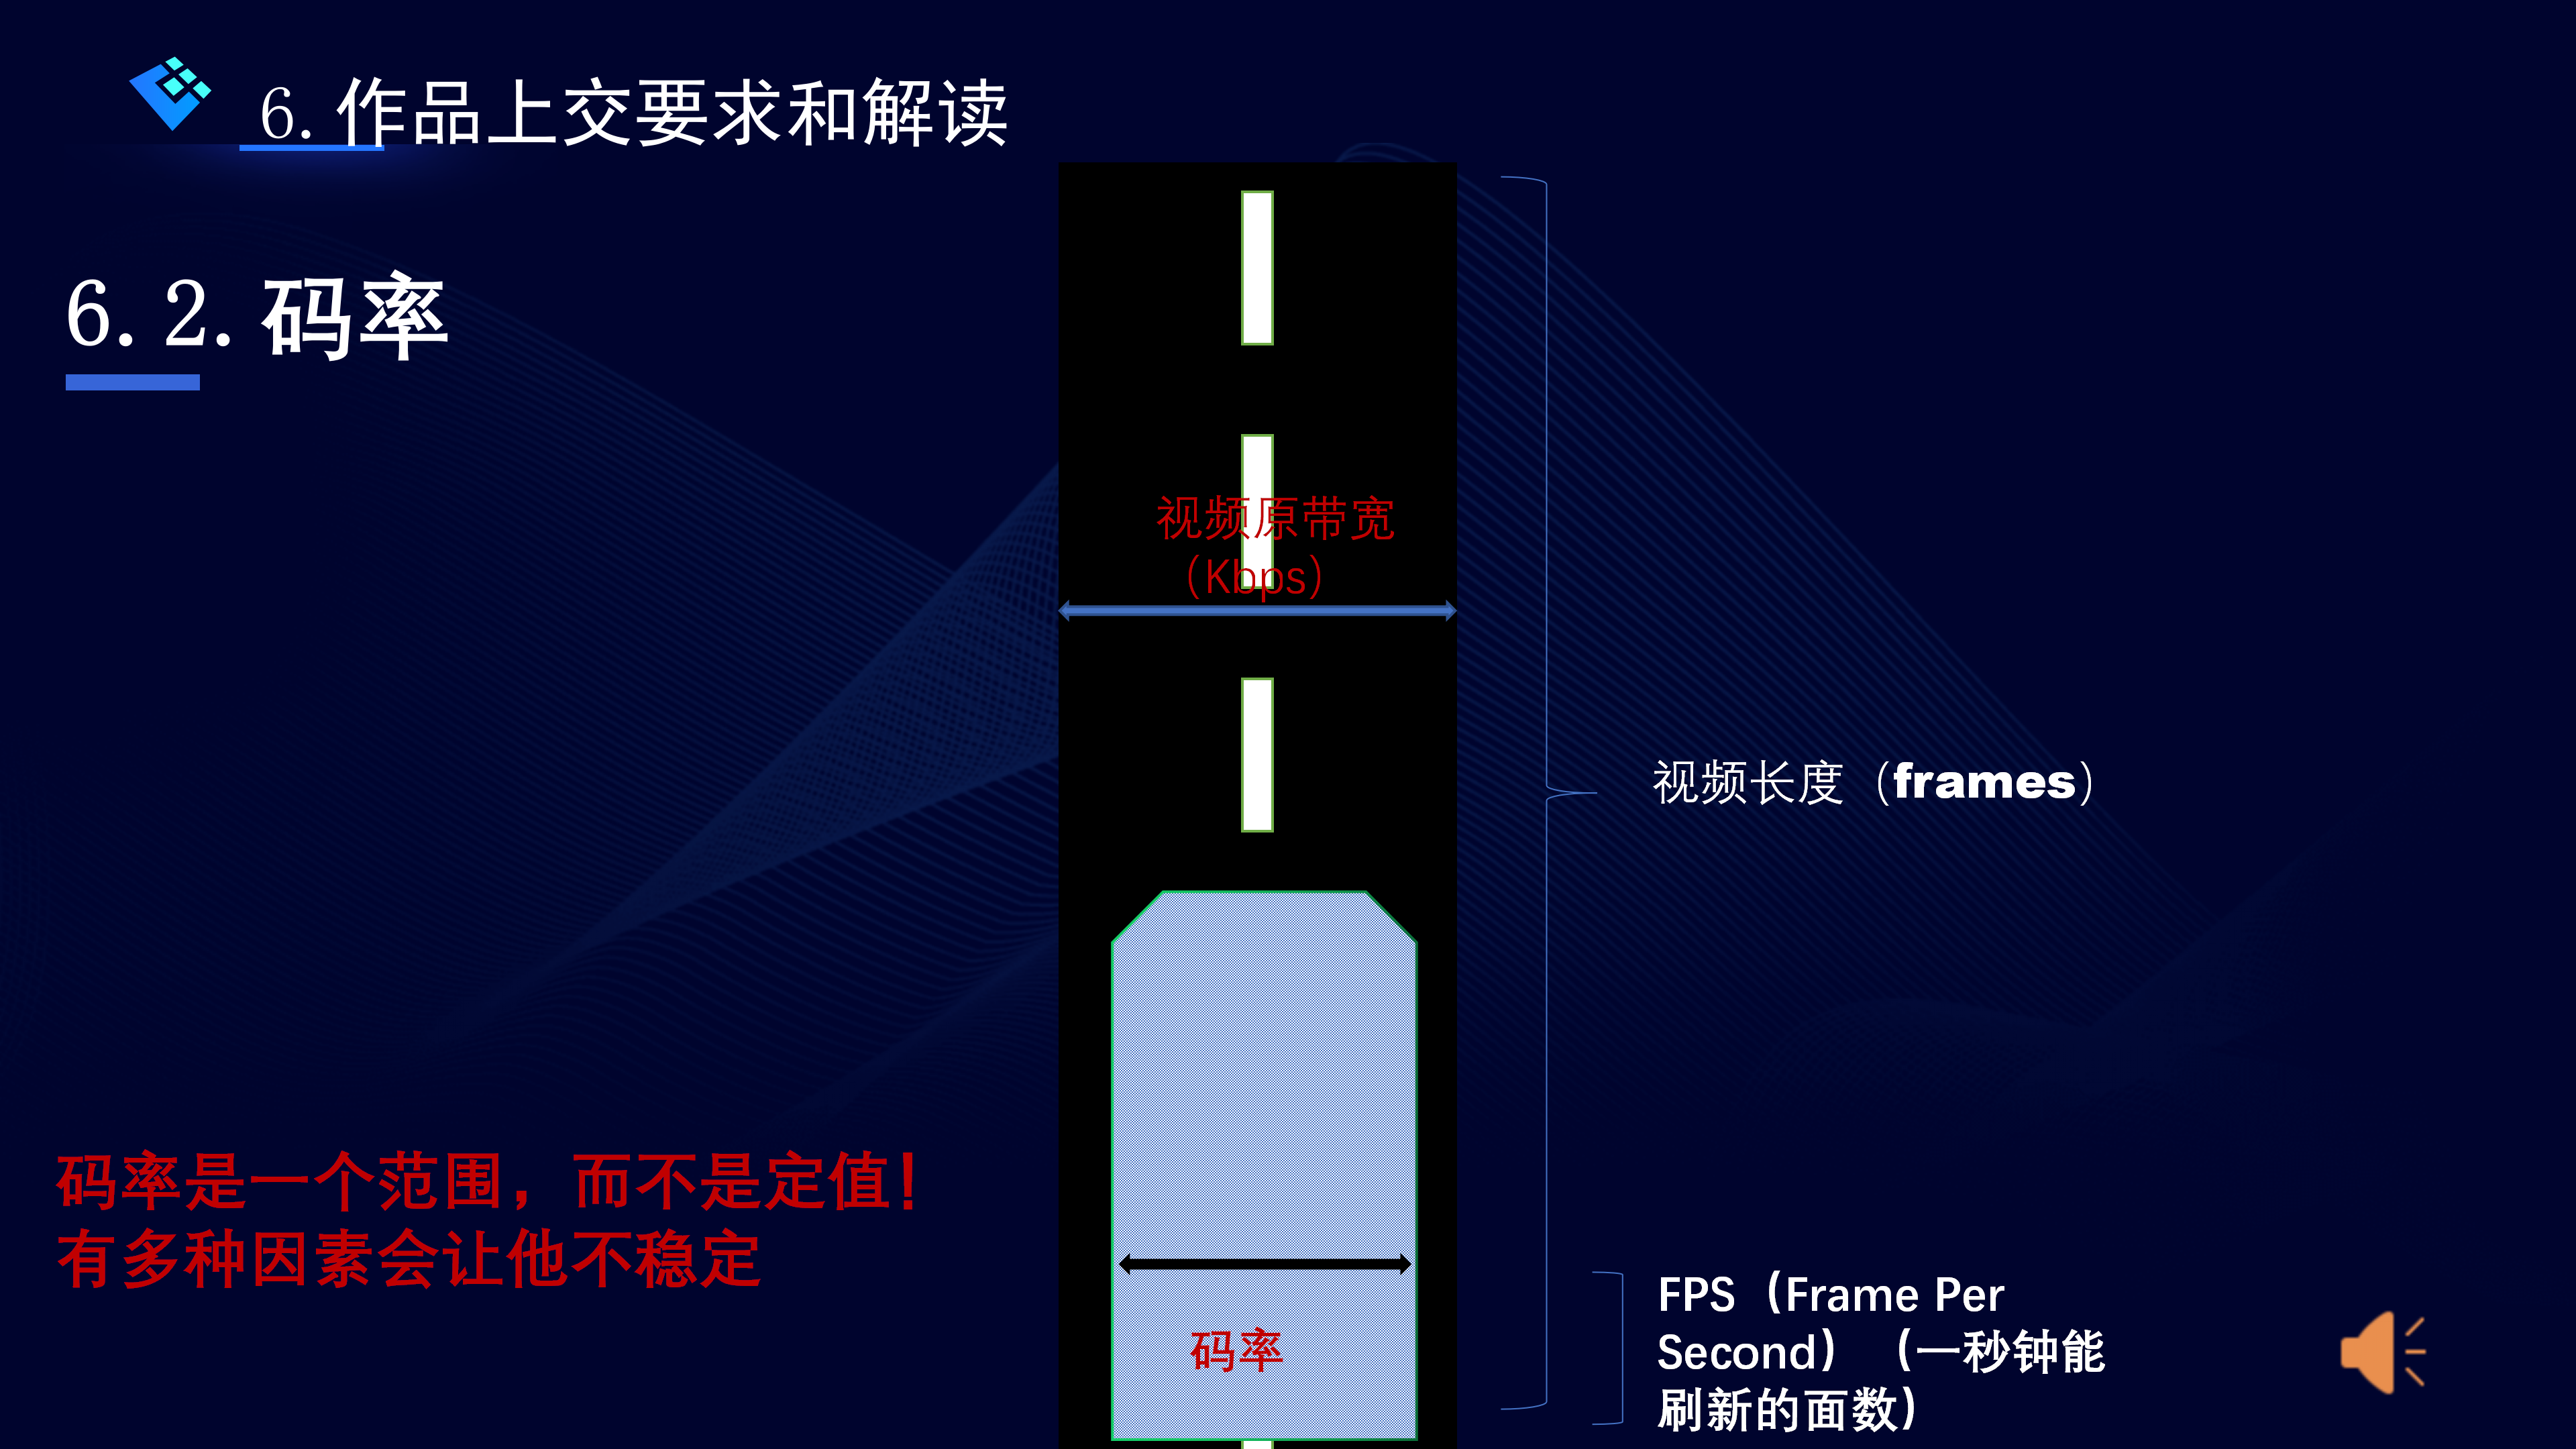 6.作品上交要求和解读
6.2.码率
视频原带宽
（Kbps）
视频长度（frames）
码率是一个范围，而不是定值！
有多种因素会让他不稳定
码率
FPS（Frame Per
Second）（一秒钟能
刷新的面数）